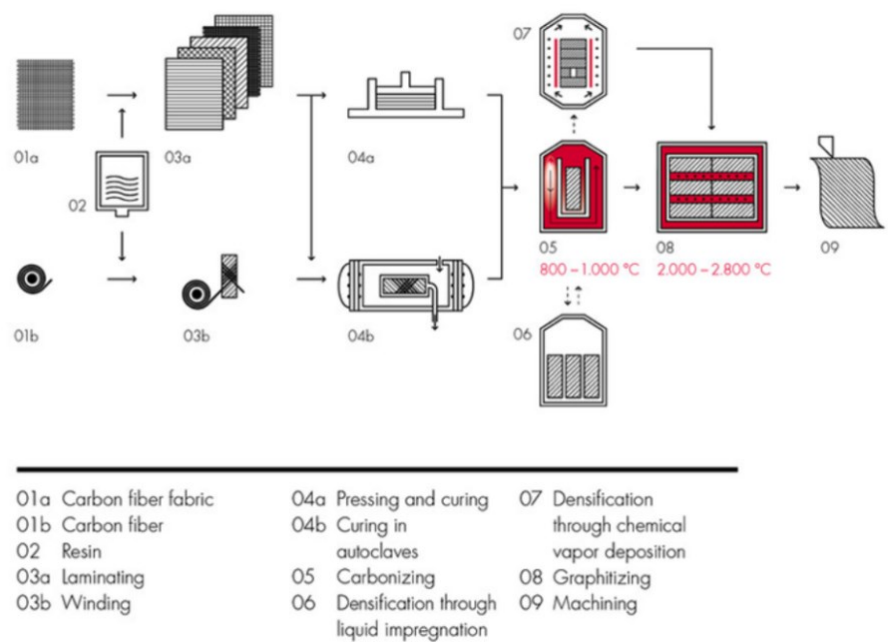 07
01a
03a
04a
02
05
08
09
800 – 1.000 °C
2.000 – 2.800 °C
01b
03b
04b
06
01a Carbon fiber fabric
01b Carbon fiber
02 Resin
03a Laminating
03b Winding
04a Pressing and curing
04b Curing in
autoclaves
05 Carbonizing
06 Densification through
liquid impregnation
07 Densification
through chemical
vapor deposition
08 Graphitizing
09 Machining